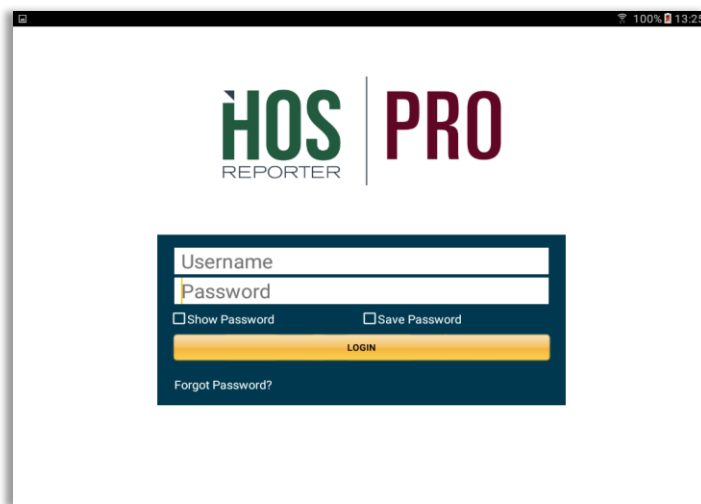 100% 13:25
HOS PRO
REPORTER
Username
Password
Show Password Save Password
LOGIN
Forgot Password?